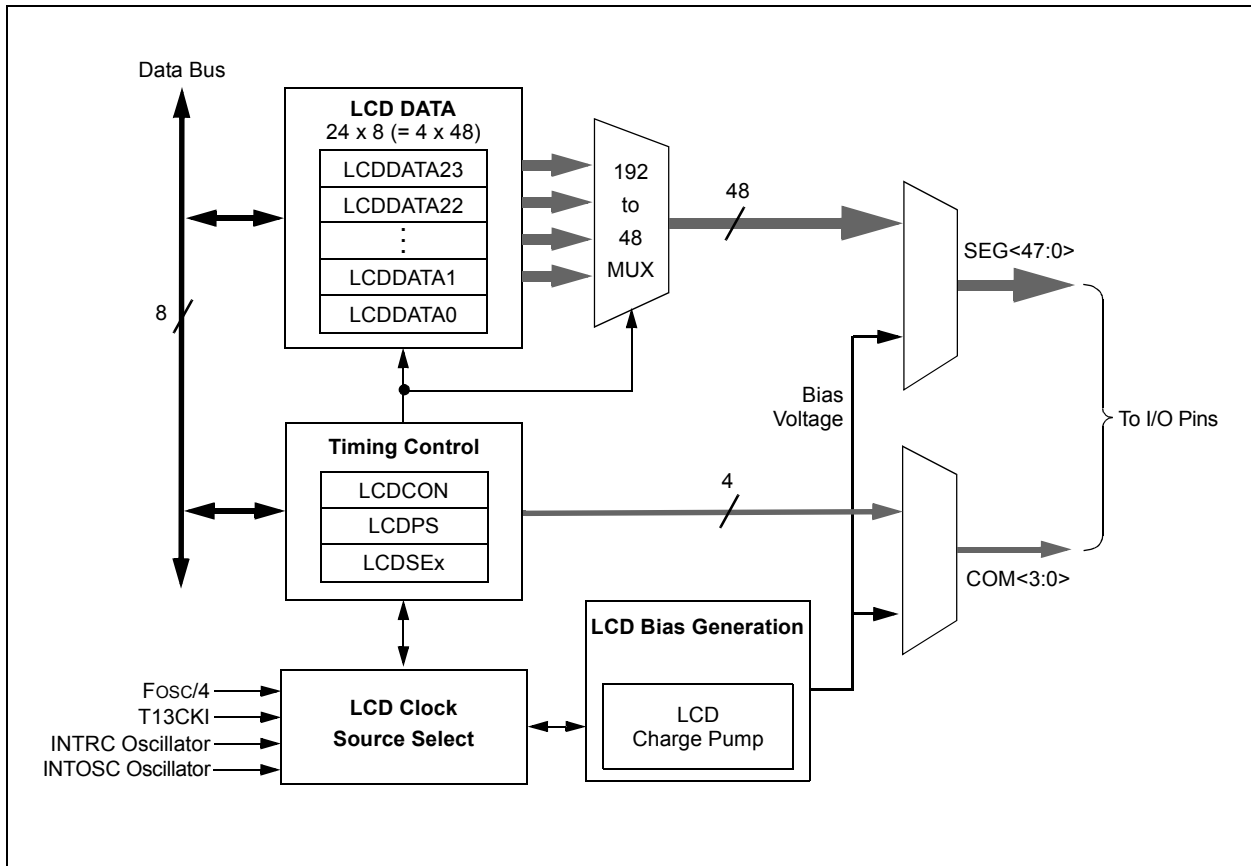 Data Bus
8
LCD DATA
24 x 8 (= 4 x 48)
LCDDATA23
LCDDATA22
⋮
LCDDATA1
LCDDATA0
192
to
48
MUX
48
SEG<47:0>
Bias
Voltage
To I/O Pins
Timing Control
LCDCON
LCDPS
LCDSEx
4
COM<3:0>
LCD Bias Generation
LCD
Charge Pump
FOSC/4
T13CKI
INTRC Oscillator
INTOSC Oscillator
LCD Clock
Source Select